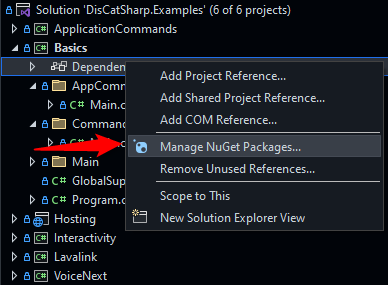 Solution 'DisCatSharp.Examples' (6 of 6 projects)
ApplicationCommands
Basics
Dependen
Add Project Reference...
AppComm
Add Shared Project Reference...
Main.c
Add COM Reference...
Comman
Manage NuGet Packages...
Main
Remove Unused References...
GlobalSup
Scope to This
Program.c
New Solution Explorer View
Hosting
Interactivity
Lavalink
VoiceNext